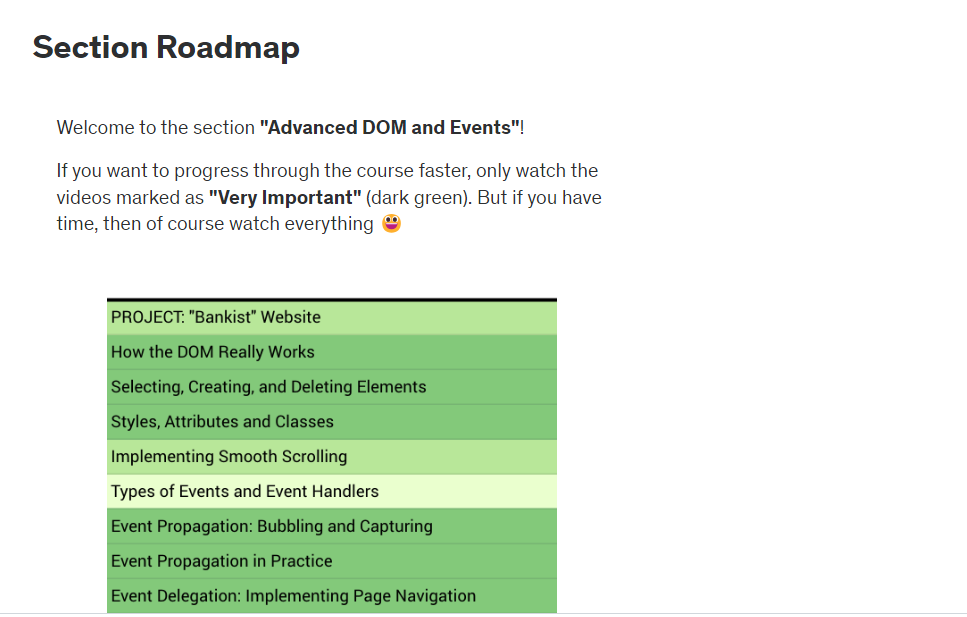 Section Roadmap
Welcome to the section "Advanced DOM and Events"!
If you want to progress through the course faster, only watch the
videos marked as "Very Important" (dark green). But if you have
time, then of course watch everything 😀
PROJECT: "Bankist" Website
How the DOM Really Works
Selecting, Creating, and Deleting Elements
Styles, Attributes and Classes
Implementing Smooth Scrolling
Types of Events and Event Handlers
Event Propagation: Bubbling and Capturing
Event Propagation in Practice
Event Delegation: Implementing Page Navigation